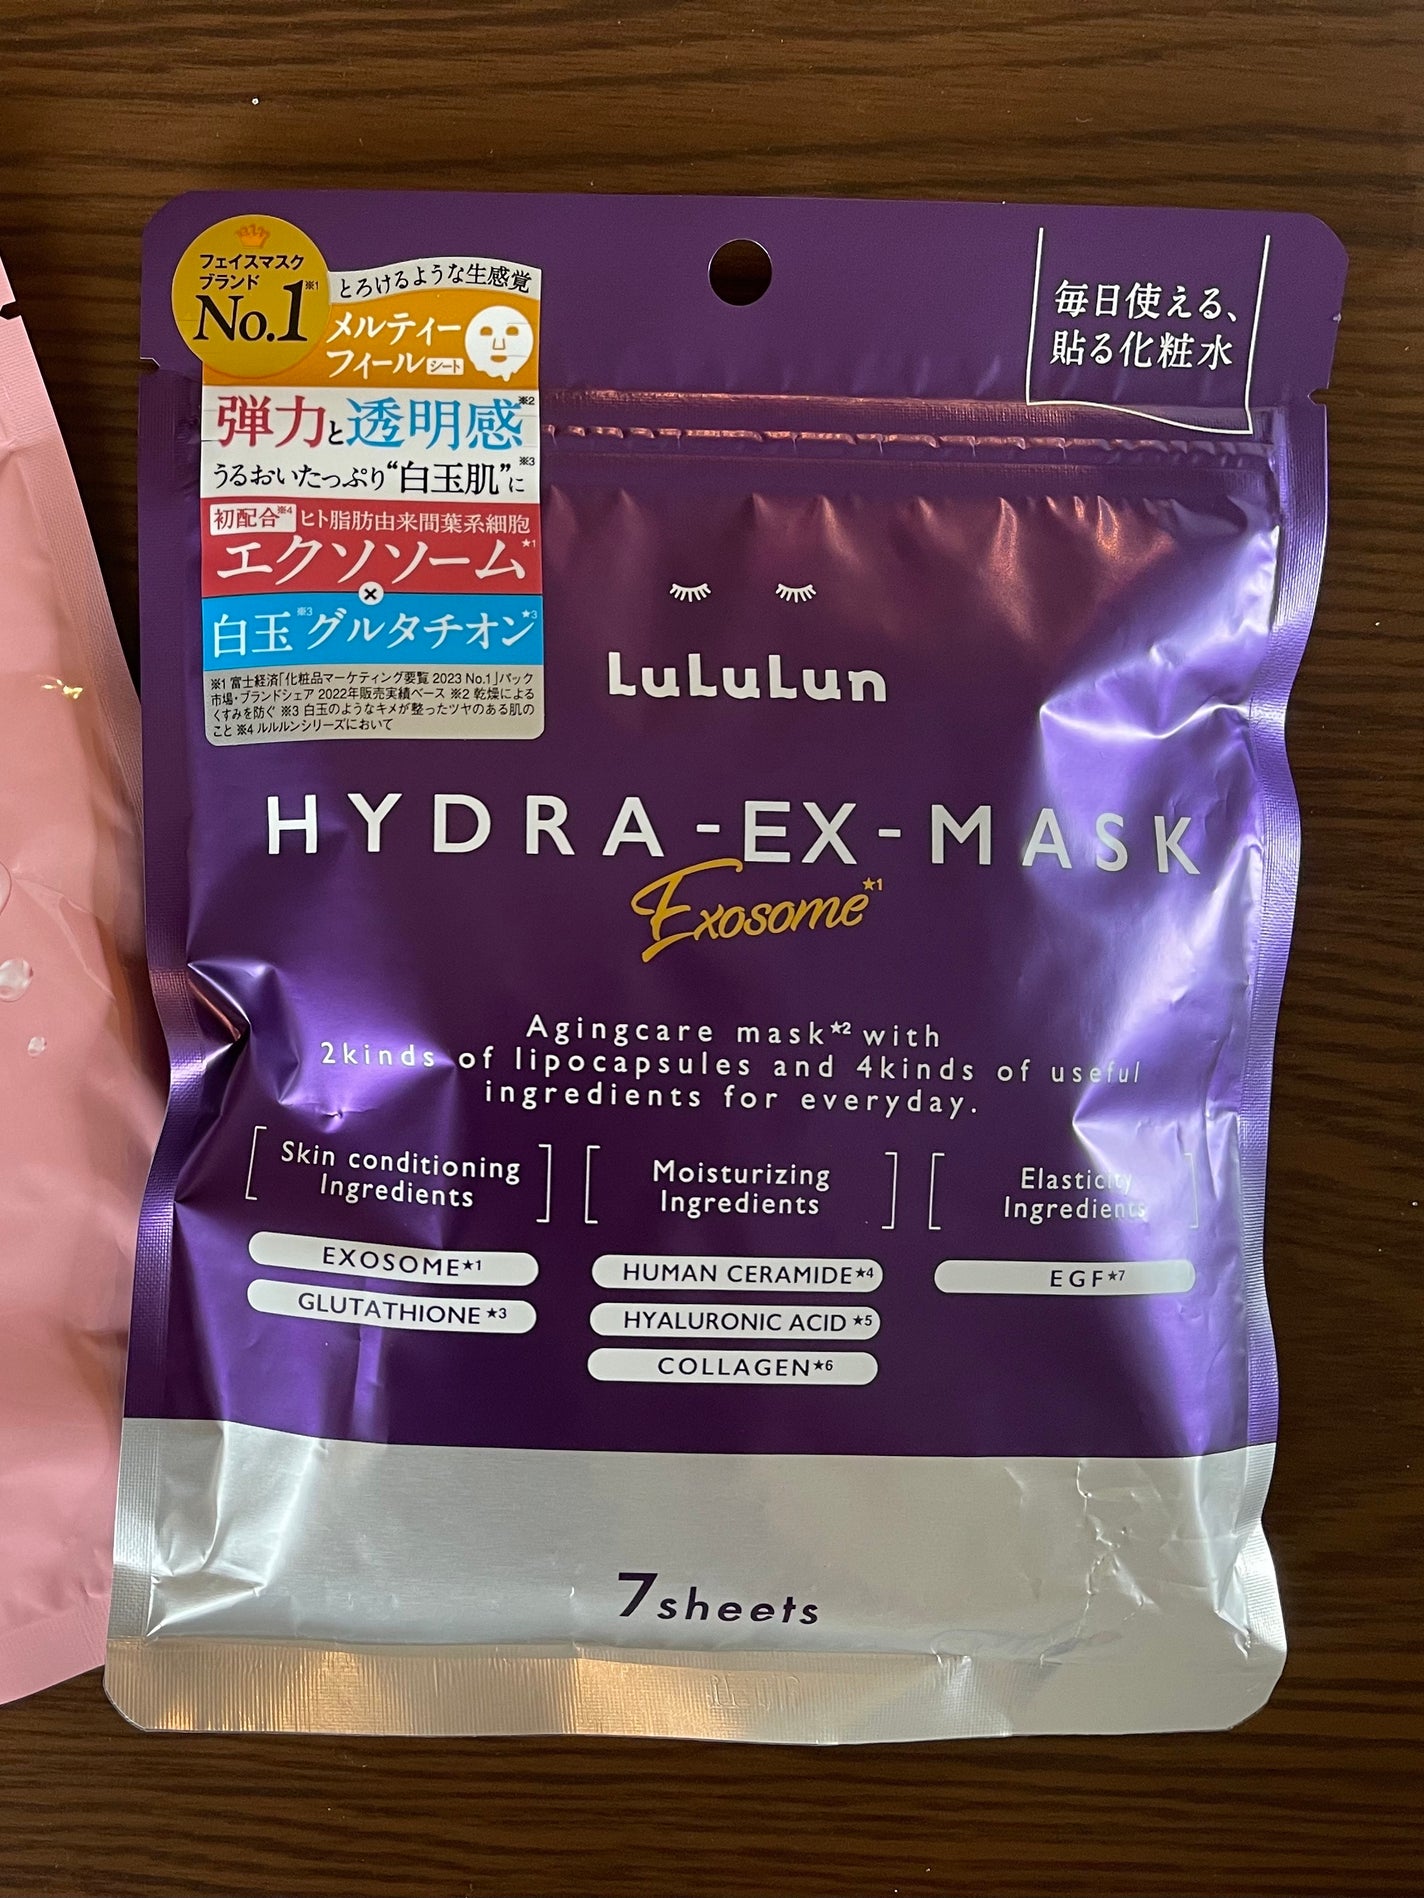 フェイスマスク
ブランド
No.1※1
とろけるような生感覚
メルティー
フィールシート
弾力と透明感※2
うるおいたっぷり“白玉肌”に※3
初配合※4 ヒト脂肪由来間葉系細胞
エクソソーム★1
×
白玉※3グルタチオン★3
※1 富士経済「化粧品マーケティング要覧 2023 No.1」パック
市場・ブランドシェア 2022年販売実績ベース ※2 乾燥による
くすみを防ぐ ※3 白玉のようなキメが整ったツヤのある肌の
こと ※4 ルルルンシリーズにおいて
毎日使える、
貼る化粧水
LuLuLun
HYDRA-EX-MASK
Exosome★1
Agingcare mask★2 with
2kinds of lipocapsules and 4kinds of useful
ingredients for everyday.
Skin conditioning
Ingredients
EXOSOME★1
GLUTATHIONE★3
Moisturizing
Ingredients
HUMAN CERAMIDE★4
HYALURONIC ACID★5
COLLAGEN★6
Elasticity
Ingredients
EGF★7
7sheets